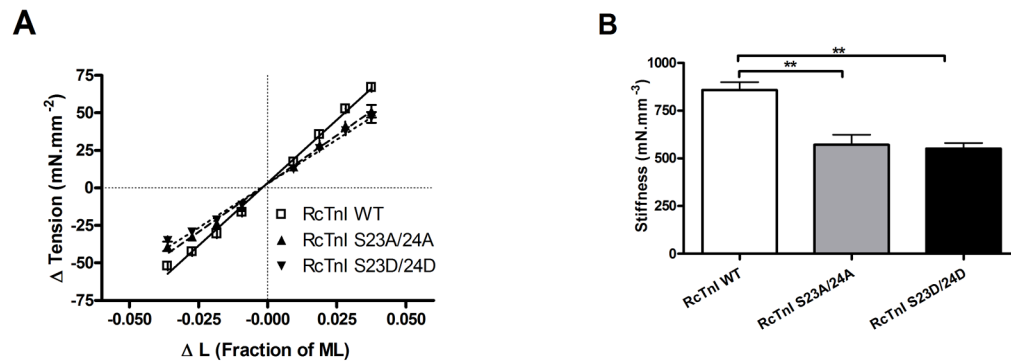 A
Δ Tension (mN.mm-2)
75
50
25
0
-25
-50
-75
RcTnI WT
RcTnI S23A/24A
RcTnI S23D/24D
-0.050 -0.025 -0.000 0.025 0.050
Δ L (Fraction of ML)
B
**
**
Stiffness (mN.mm-3)
1000
750
500
250
0
RcTnI WT
RcTnI S23A/24A
RcTnI S23D/24D